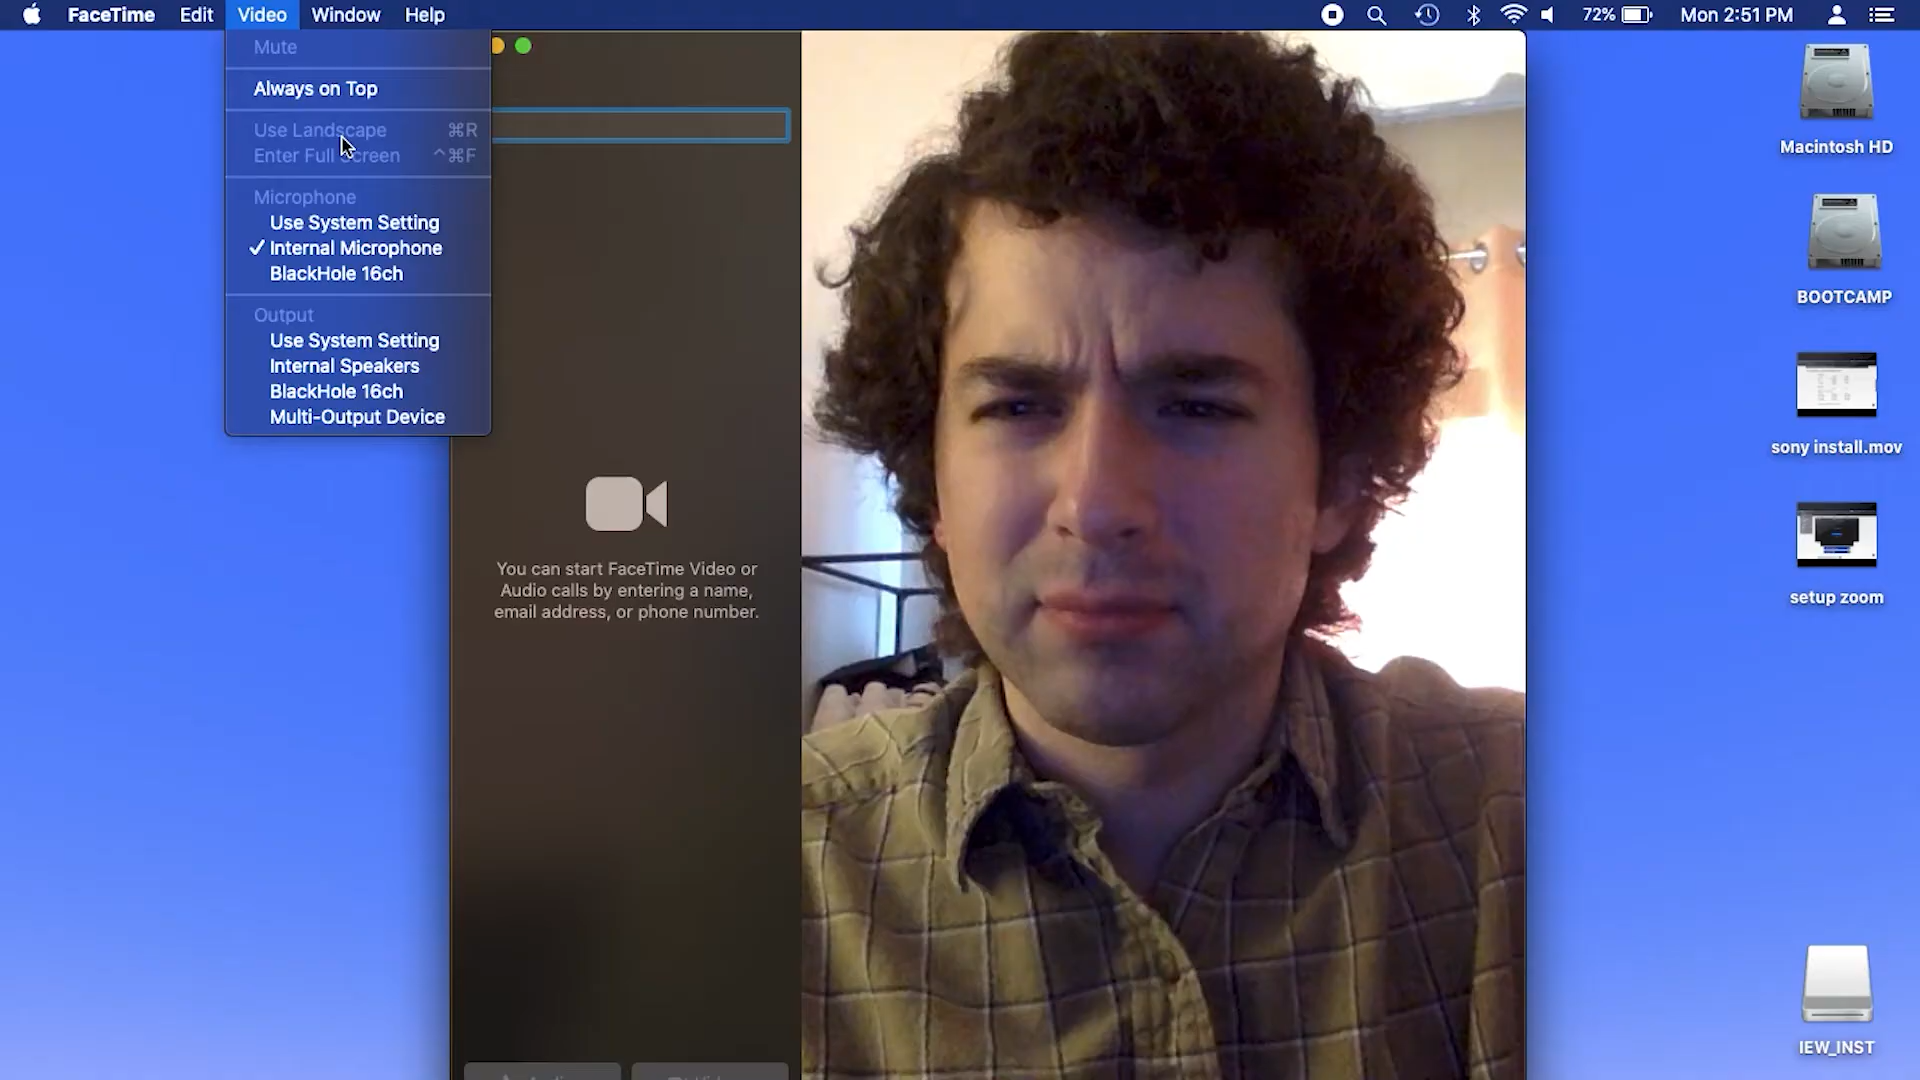 FaceTime Edit Video Window Help 72% Mon 2:51 PM
Mute
Always on Top
Use Landscape ⌘R
Enter Full Screen ^⌘F
Microphone
Use System Setting
✓ Internal Microphone
BlackHole 16ch
Output
Use System Setting
Internal Speakers
BlackHole 16ch
Multi-Output Device
You can start FaceTime Video or
Audio calls by entering a name,
email address, or phone number.
Macintosh HD
BOOTCAMP
sony install.mov
setup zoom
IEW_INST